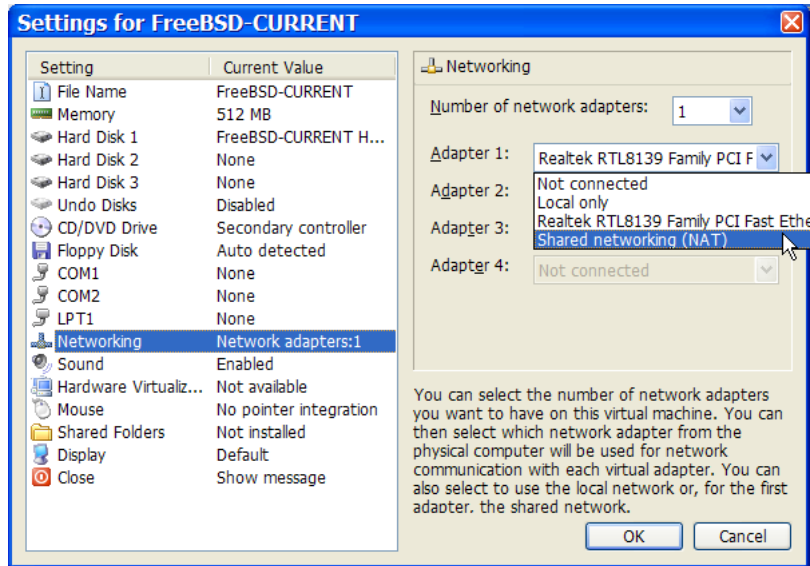 Settings for FreeBSD-CURRENT
Setting Current Value
File Name FreeBSD-CURRENT
Memory 512 MB
Hard Disk 1 FreeBSD-CURRENT H...
Hard Disk 2 None
Hard Disk 3 None
Undo Disks Disabled
CD/DVD Drive Secondary controller
Floppy Disk Auto detected
COM1 None
COM2 None
LPT1 None
Networking Network adapters:1
Sound Enabled
Hardware Virtualiz... Not available
Mouse No pointer integration
Shared Folders Not installed
Display Default
Close Show message
Networking
Number of network adapters: 1
Adapter 1: Realtek RTL8139 Family PCI F
Not connected
Adapter 2:
Local only
Realtek RTL8139 Family PCI Fast Ethe
Adapter 3:
Shared networking (NAT)
Adapter 4: Not connected
You can select the number of network adapters
you want to have on this virtual machine. You can
then select which network adapter from the
physical computer will be used for network
communication with each virtual adapter. You can
also select to use the local network or, for the first
adapter, the shared network.
OK Cancel